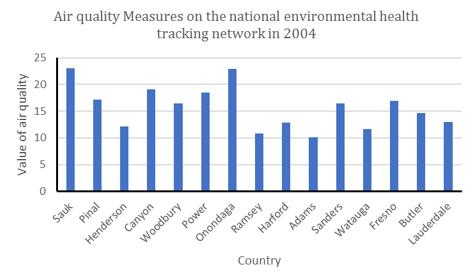 Air quality Measures on the national environmental health
tracking network in 2004
Value of air quality
25
20
15
10
5
0
Sauk
Pinal
Henderson
Canyon
Woodbury
Power
Onondaga
Ramsey
Harford
Adams
Sanders
Watauga
Fresno
Butler
Lauderdale
Country